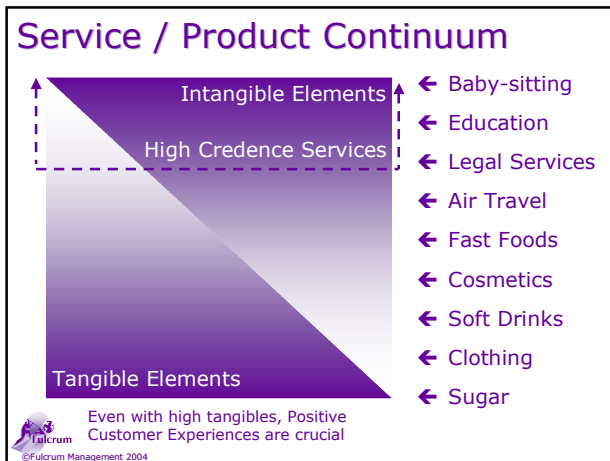 Service / Product Continuum
Intangible Elements
High Credence Services
Tangible Elements
← Baby-sitting
← Education
← Legal Services
← Air Travel
← Fast Foods
← Cosmetics
← Soft Drinks
← Clothing
← Sugar
Even with high tangibles, Positive
Customer Experiences are crucial
Fulcrum
©Fulcrum Management 2004